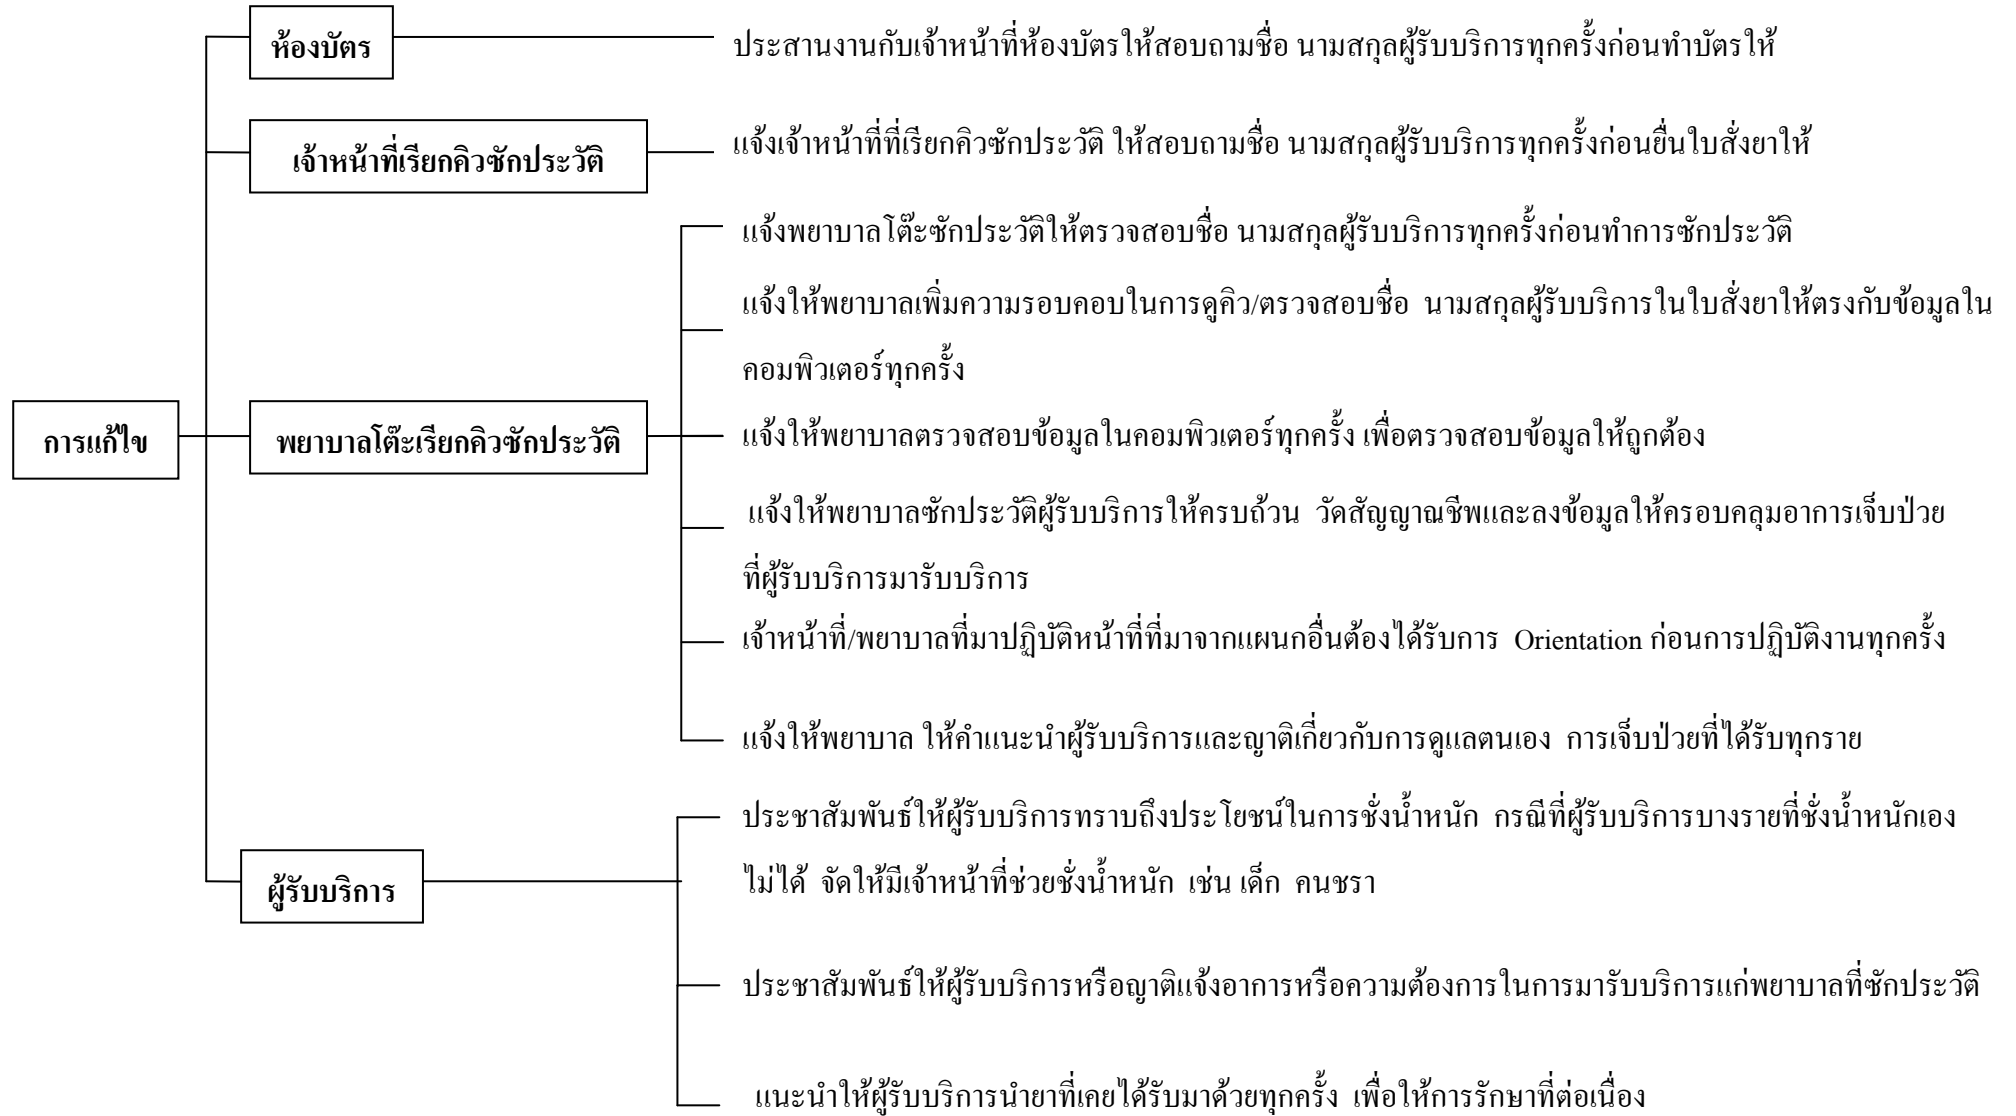 ห้องบัตร
ประสานงานกับเจ้าหน้าที่ห้องบัตรให้สอบถามชื่อ นามสกุลผู้รับบริการทุกครั้งก่อนทำบัตรให้
เจ้าหน้าที่เรียกคิวซักประวัติ
แจ้งเจ้าหน้าที่ที่เรียกคิวซักประวัติ ให้สอบถามชื่อ นามสกุลผู้รับบริการทุกครั้งก่อนยื่นใบสั่งยาให้
แจ้งพยาบาลโต๊ะซักประวัติให้ตรวจสอบชื่อ นามสกุลผู้รับบริการทุกครั้งก่อนทำการซักประวัติ
แจ้งให้พยาบาลเพิ่มความรอบคอบในการดูคิว/ตรวจสอบชื่อ นามสกุลผู้รับบริการในใบสั่งยาให้ตรงกับข้อมูลใน
คอมพิวเตอร์ทุกครั้ง
การแก้ไข
พยาบาลโต๊ะเรียกคิวซักประวัติ
แจ้งให้พยาบาลตรวจสอบข้อมูลในคอมพิวเตอร์ทุกครั้ง เพื่อตรวจสอบข้อมูลให้ถูกต้อง
แจ้งให้พยาบาลซักประวัติผู้รับบริการให้ครบถ้วน วัดสัญญาณชีพและลงข้อมูลให้ครอบคลุมอาการเจ็บป่วย
ที่ผู้รับบริการมารับบริการ
เจ้าหน้าที่/พยาบาลที่มาปฏิบัติหน้าที่ที่มาจากแผนกอื่นต้องได้รับการ Orientation ก่อนการปฏิบัติงานทุกครั้ง
แจ้งให้พยาบาล ให้คำแนะนำผู้รับบริการและญาติเกี่ยวกับการดูแลตนเอง การเจ็บป่วยที่ได้รับทุกราย
ผู้รับบริการ
ประชาสัมพันธ์ให้ผู้รับบริการทราบถึงประโยชน์ในการชั่งน้ำหนัก กรณีที่ผู้รับบริการบางรายที่ชั่งน้ำหนักเอง
ไม่ได้ จัดให้มีเจ้าหน้าที่ช่วยชั่งน้ำหนัก เช่น เด็ก คนชรา
ประชาสัมพันธ์ให้ผู้รับบริการหรือญาติแจ้งอาการหรือความต้องการในการมารับบริการแก่พยาบาลที่ซักประวัติ
แนะนำให้ผู้รับบริการนำยาที่เคยได้รับมาด้วยทุกครั้ง เพื่อให้การรักษาที่ต่อเนื่อง